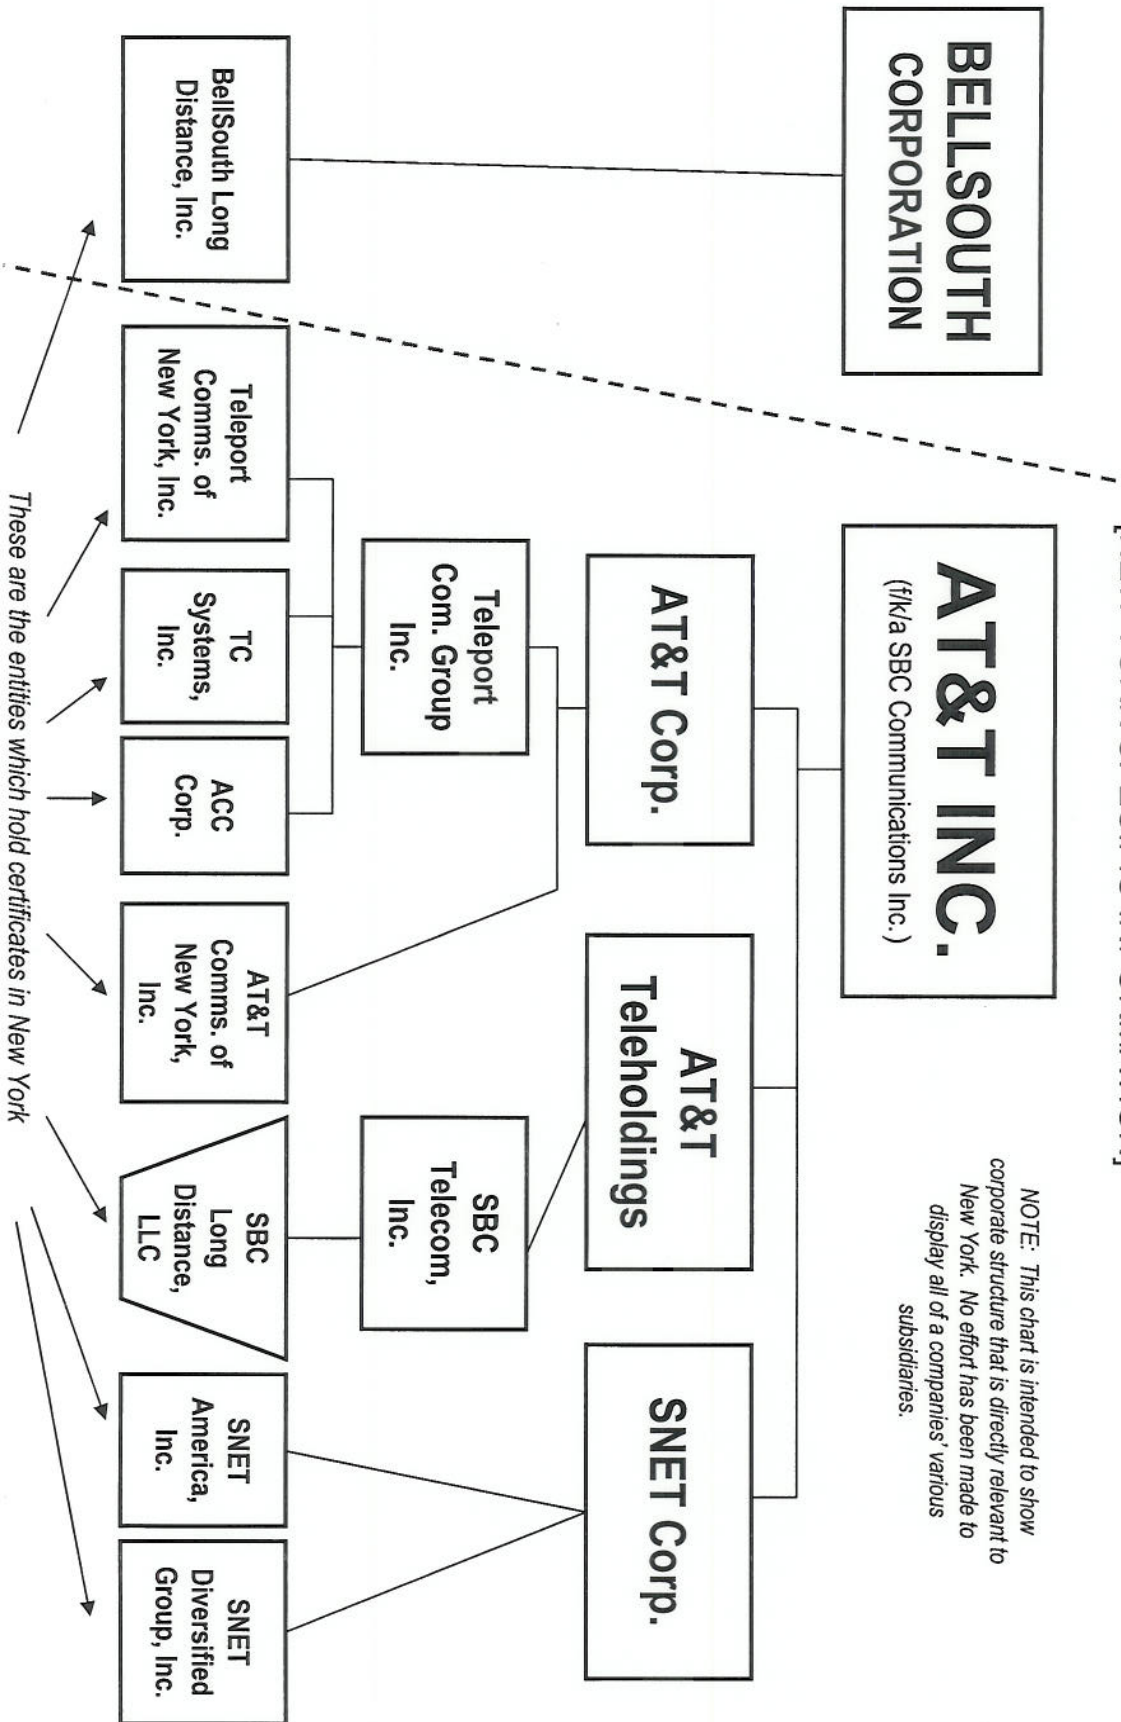 BELLSOUTH
CORPORATION
AT&T INC.
(f/k/a SBC Communications Inc.)
NOTE: This chart is intended to show
corporate structure that is directly relevant to
New York. No effort has been made to
display all of a companies' various
subsidiaries.
AT&T Corp.
AT&T
Teleholdings
SNET Corp.
Teleport
Com. Group
Inc.
SBC
Telecom,
Inc.
BellSouth Long
Distance, Inc.
Teleport
Comms. of
New York, Inc.
TC
Systems,
Inc.
ACC
Corp.
AT&T
Comms. of
New York,
Inc.
SBC
Long
Distance,
LLC
SNET
America,
Inc.
SNET
Diversified
Group, Inc.
These are the entities which hold certificates in New York